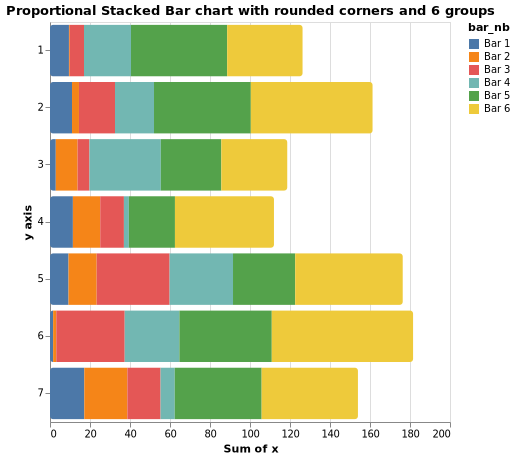 Proportional Stacked Bar chart with rounded corners and 6 groups
bar_nb
Bar 1
Bar 2
Bar 3
Bar 4
Bar 5
Bar 6
y axis
1
2
3
4
5
6
7
0 20 40 60 80 100 120 140 160 180 200
Sum of x